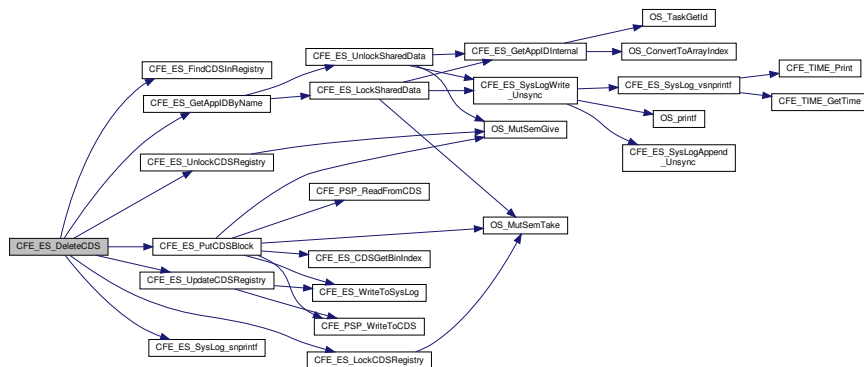 OS_TaskGetId
CFE_ES_UnlockSharedData
CFE_ES_GetAppIDInternal
OS_ConvertToArrayIndex
CFE_ES_FindCDSInRegistry
CFE_TIME_Print
CFE_ES_LockSharedData
CFE_ES_SysLogWrite
_Unsync
CFE_ES_SysLog_vsnprintf
CFE_ES_GetAppIDByName
CFE_TIME_GetTime
OS_printf
OS_MutSemGive
CFE_ES_UnlockCDSRegistry
CFE_ES_SysLogAppend
_Unsync
CFE_PSP_ReadFromCDS
OS_MutSemTake
CFE_ES_DeleteCDS
CFE_ES_PutCDSBlock
CFE_ES_CDSGetBinIndex
CFE_ES_UpdateCDSRegistry
CFE_ES_WriteToSysLog
CFE_PSP_WriteToCDS
CFE_ES_SysLog_snprintf
CFE_ES_LockCDSRegistry